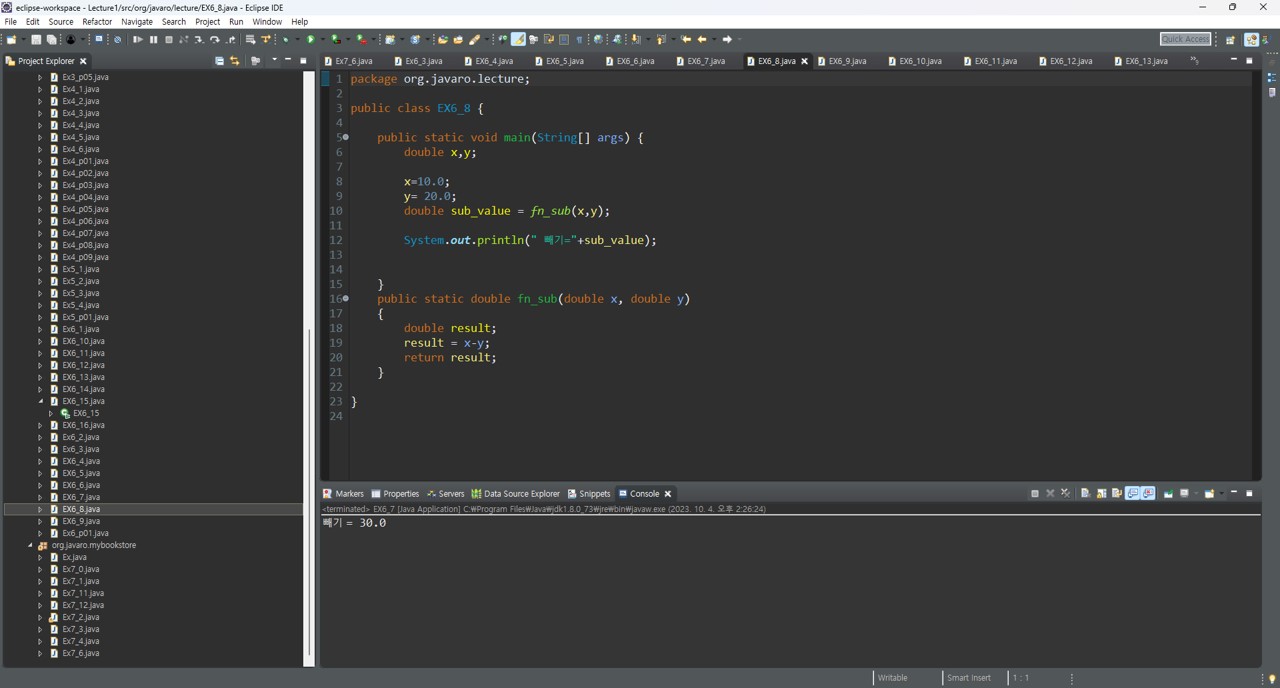 eclipse-workspace - Lecture1/src/org/javaro/lecture/EX6_8.java - Eclipse IDE
File Edit Source Refactor Navigate Search Project Run Window Help
Quick Access
Project Explorer
Ex7_6.java EX6_3.java EX6_4.java EX6_5.java EX6_6.java EX6_7.java EX6_8.java EX6_9.java EX6_10.java EX6_11.java EX6_12.java EX6_13.java
Ex3_p05.java
Ex4_1.java
Ex4_2.java
Ex4_3.java
Ex4_4.java
Ex4_5.java
Ex4_6.java
Ex4_p01.java
Ex4_p02.java
Ex4_p03.java
Ex4_p04.java
Ex4_p05.java
Ex4_p06.java
Ex4_p07.java
Ex4_p08.java
Ex4_p09.java
Ex5_1.java
Ex5_2.java
Ex5_3.java
Ex5_4.java
Ex5_p01.java
Ex6_1.java
EX6_10.java
EX6_11.java
EX6_12.java
EX6_13.java
EX6_14.java
EX6_15.java
EX6_15
EX6_16.java
Ex6_2.java
Ex6_3.java
EX6_4.java
EX6_5.java
EX6_6.java
EX6_7.java
EX6_8.java
EX6_9.java
Ex6_p01.java
org.javaro.mybookstore
Ex.java
Ex7_0.java
Ex7_1.java
Ex7_11.java
Ex7_12.java
Ex7_2.java
Ex7_3.java
Ex7_4.java
Ex7_6.java
1 package org.javaro.lecture;
2
3 public class EX6_8 {
4
5 public static void main(String[] args) {
6 double x,y;
7
8 x=10.0;
9 y= 20.0;
10 double sub_value = fn_sub(x,y);
11
12 System.out.println(" 빼기="+sub_value);
13
14
15 }
16 public static double fn_sub(double x, double y)
17 {
18 double result;
19 result = x-y;
20 return result;
21 }
22
23 }
24
Markers Properties Servers Data Source Explorer Snippets Console
<terminated> EX6_7 [Java Application] C:₩Program Files₩Java₩jdk1.8.0_73₩jre₩bin₩javaw.exe (2023. 10. 4. 오후 2:26:24)
빼기 = 30.0
Writable Smart Insert 1 : 1